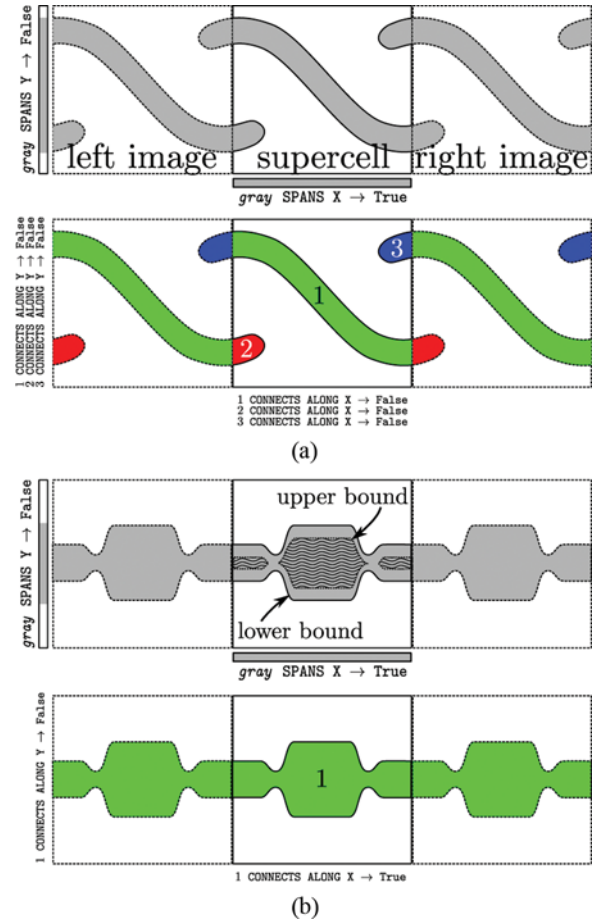 gray SPANS Y → False
left image
supercell
right image
gray SPANS X → True
1 CONNECTS ALONG Y → False
2 CONNECTS ALONG Y → False
3 CONNECTS ALONG Y → False
3
1
2
1 CONNECTS ALONG X → False
2 CONNECTS ALONG X → False
3 CONNECTS ALONG X → False
(a)
gray SPANS Y → False
upper bound
lower bound
gray SPANS X → True
1 CONNECTS ALONG Y → False
1
1 CONNECTS ALONG X → True
(b)